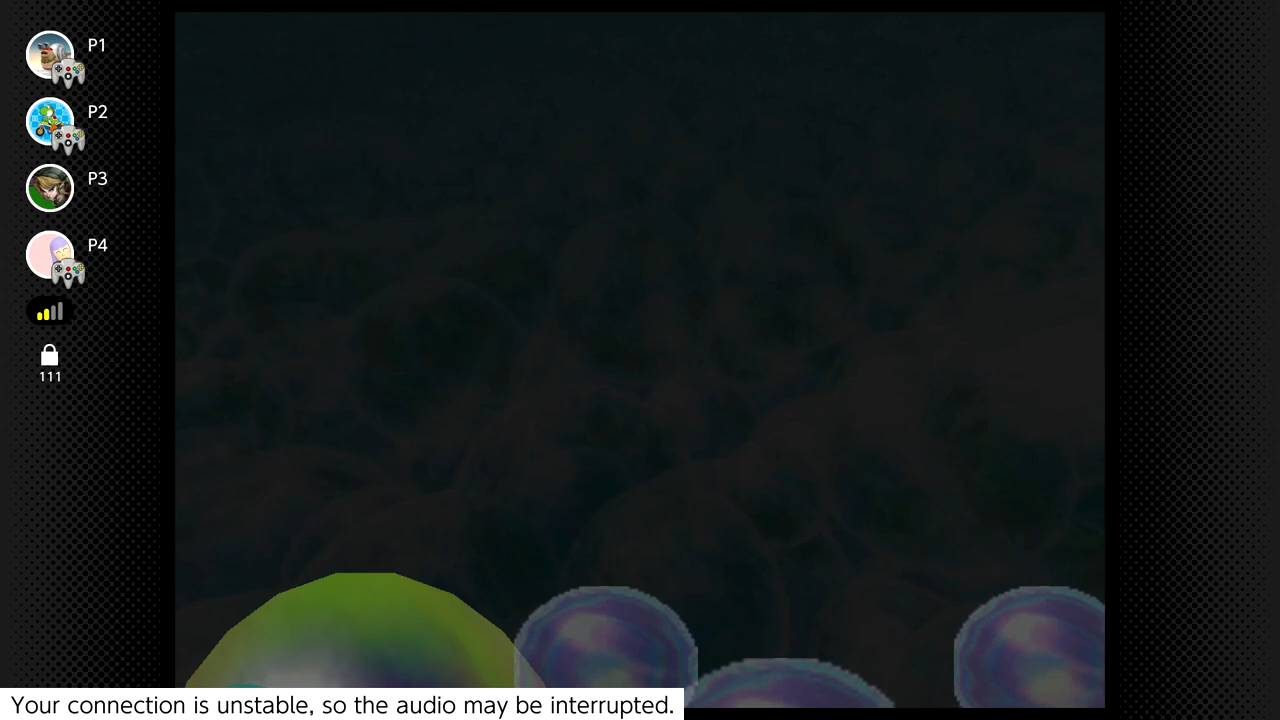 P1
P2
P3
P4
111
Your connection is unstable, so the audio may be interrupted.